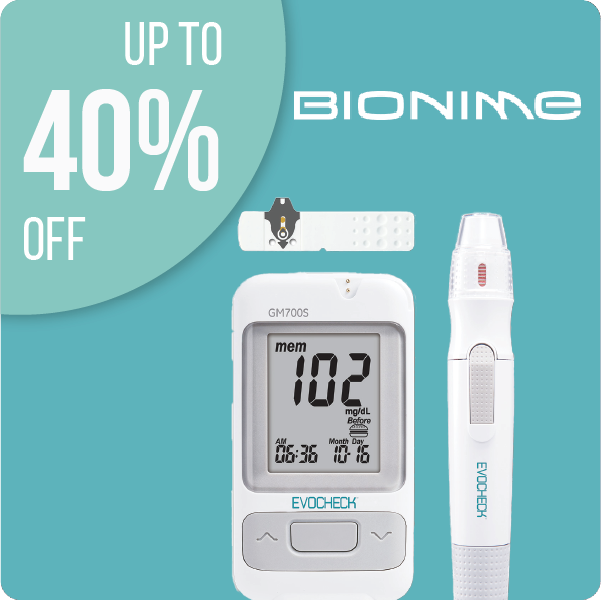 UP TO
40%
OFF
BIONIME
GM700S
mem
102
mg/dL
Before
AM
Month Day
06:36
10-16
EVOCHECK
EVOCHECK